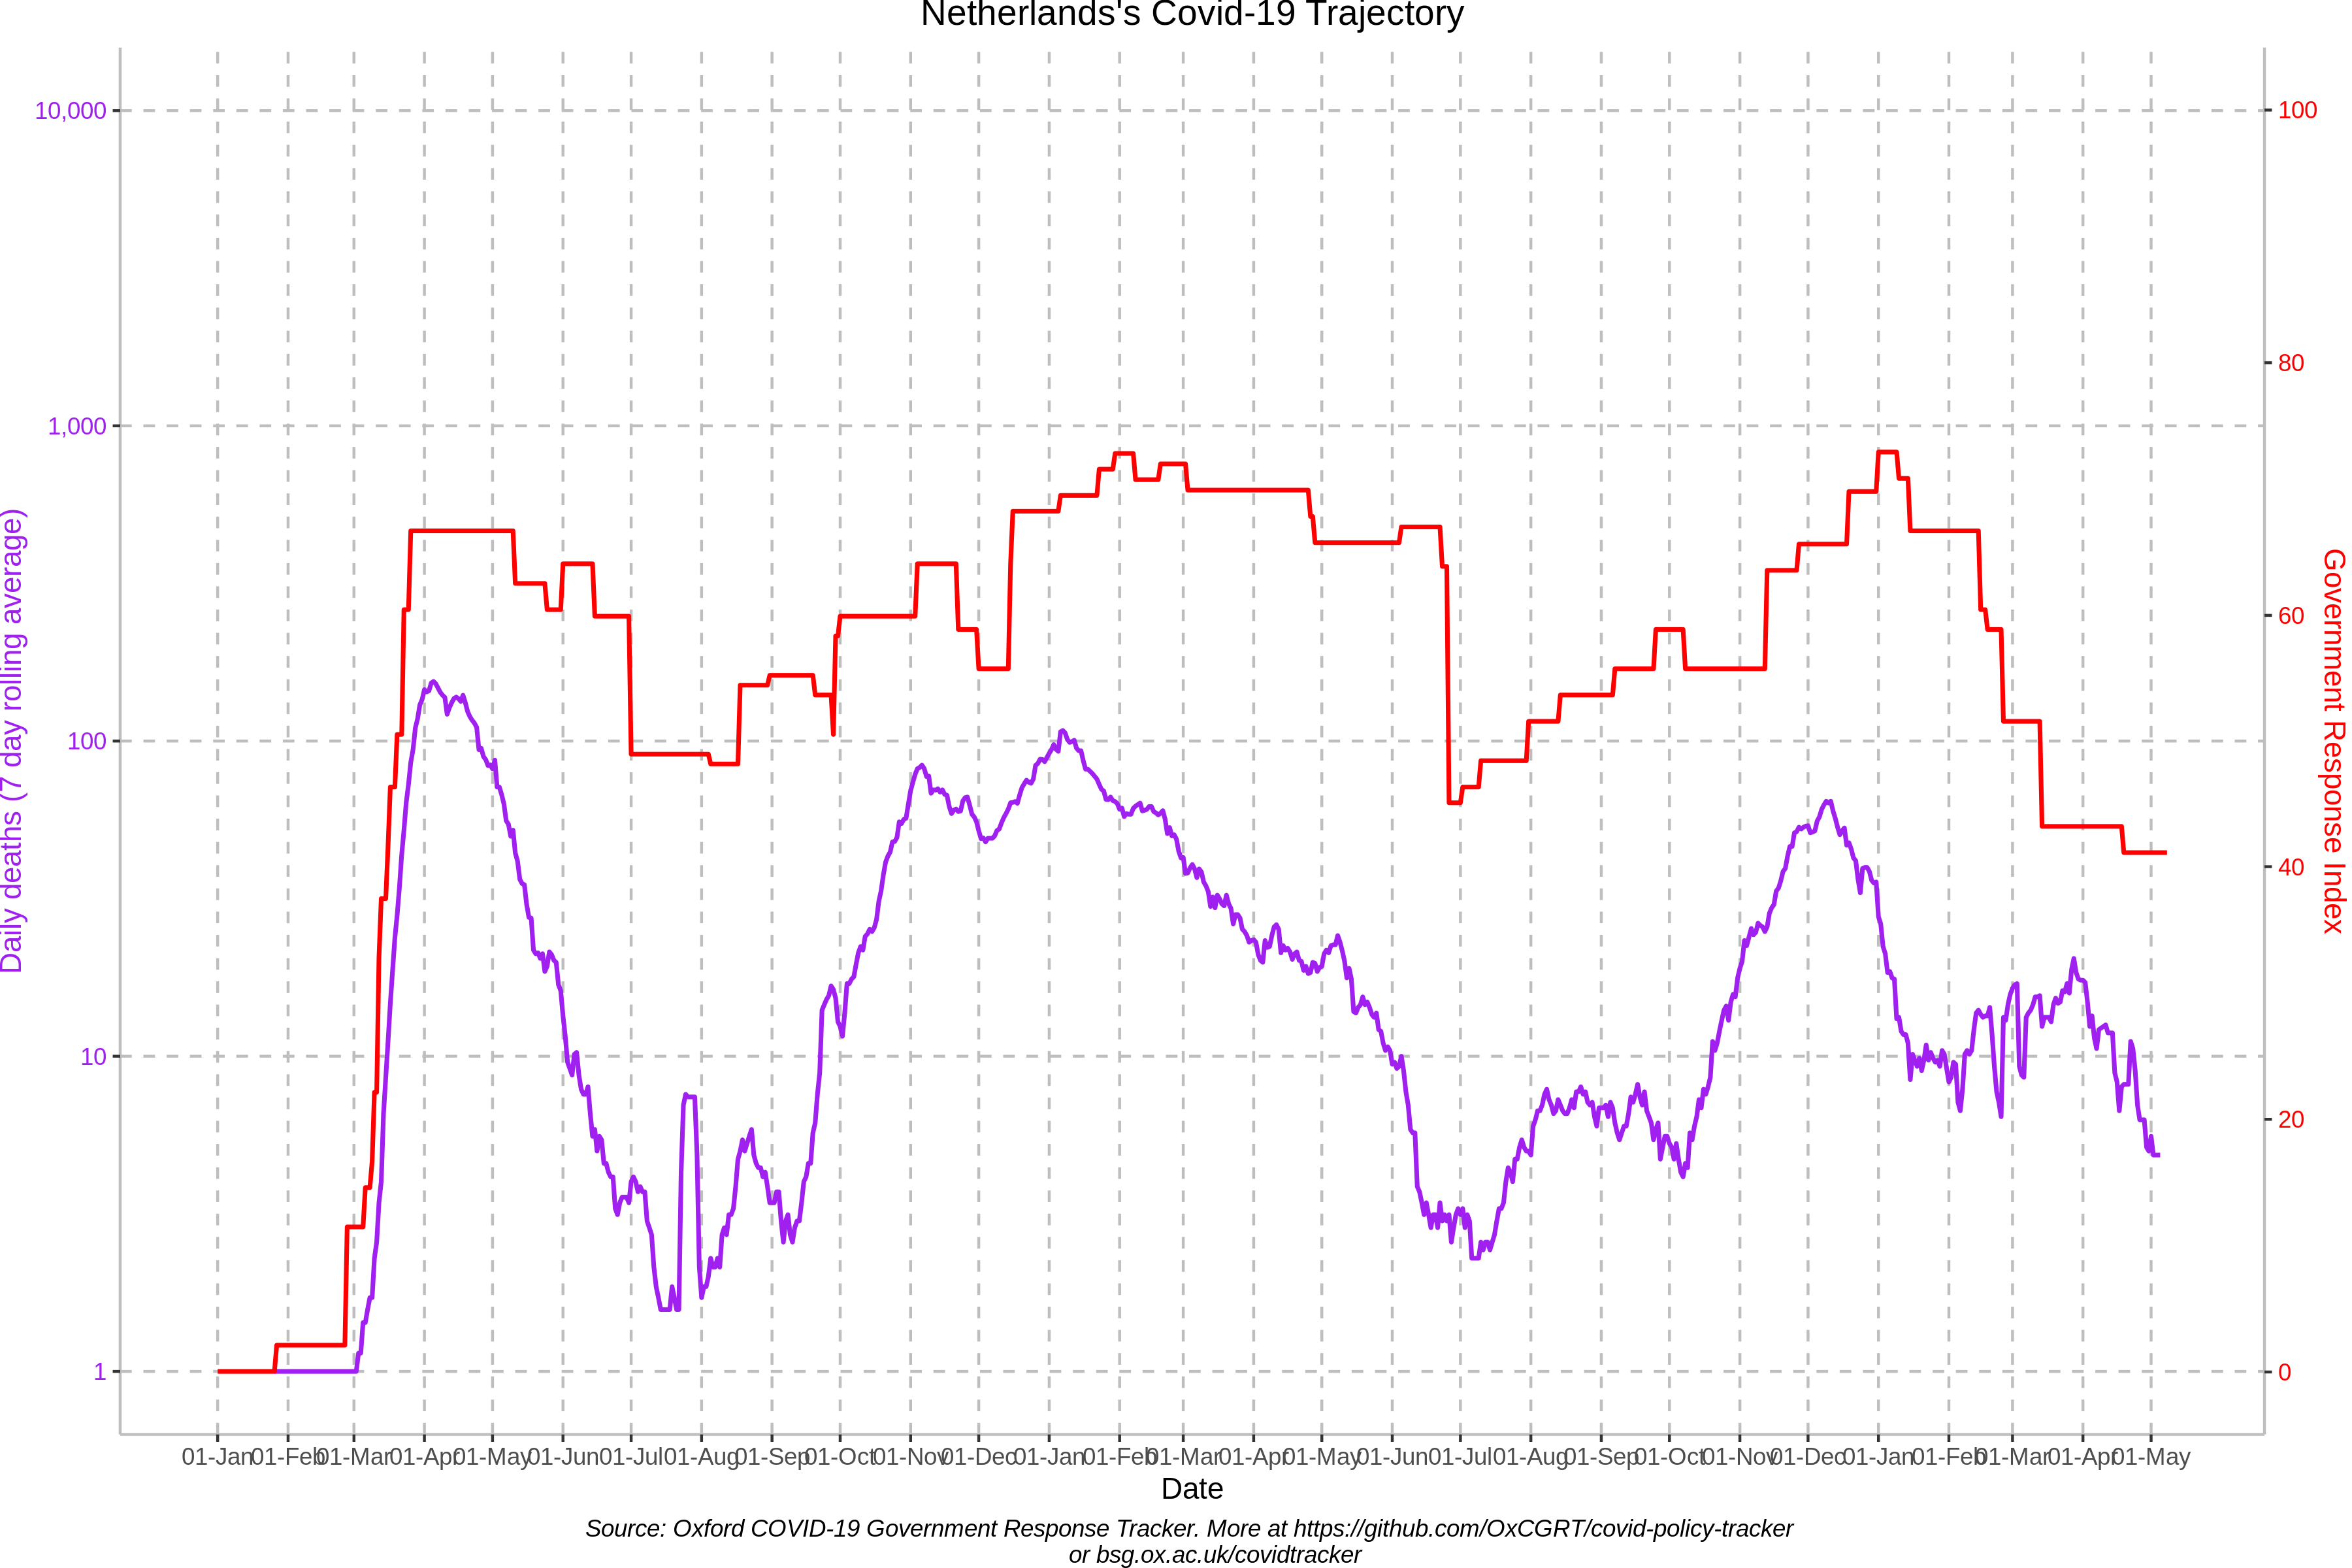 Netherlands's Covid-19 Trajectory
10,000
1,000
100
10
1
Daily deaths (7 day rolling average)
100
80
60
40
20
0
Government Response Index
01-Jan 01-Feb 01-Mar 01-Apr 01-May 01-Jun 01-Jul 01-Aug 01-Sep 01-Oct 01-Nov 01-Dec 01-Jan 01-Feb 01-Mar 01-Apr 01-May 01-Jun 01-Jul 01-Aug 01-Sep 01-Oct 01-Nov 01-Dec 01-Jan 01-Feb 01-Mar 01-Apr 01-May
Date
Source: Oxford COVID-19 Government Response Tracker. More at https://github.com/OxCGRT/covid-policy-tracker
or bsg.ox.ac.uk/covidtracker